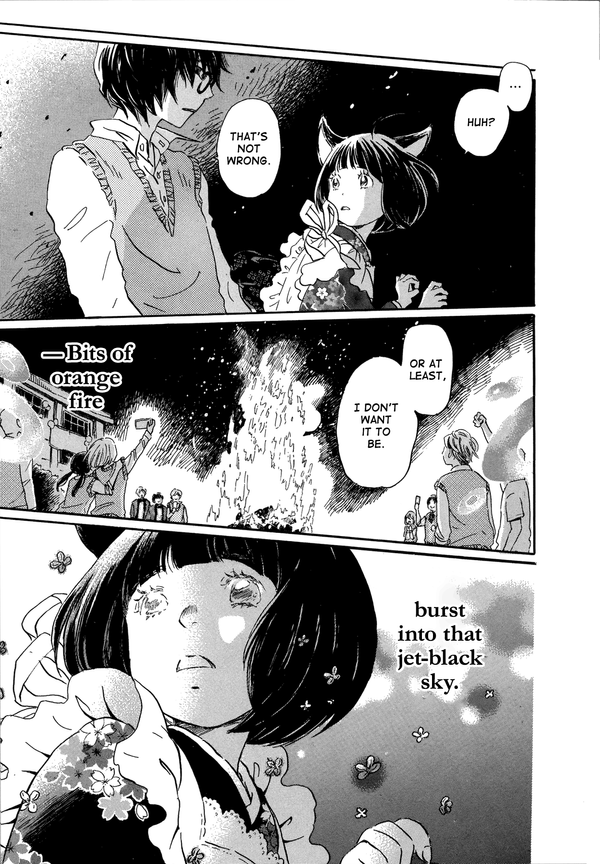 ...
HUH?
THAT'S
NOT
WRONG.
OR AT
LEAST,
I DON'T
WANT
IT TO
BE.
—Bits of
orange
fire
burst
into that
jet-black
sky.